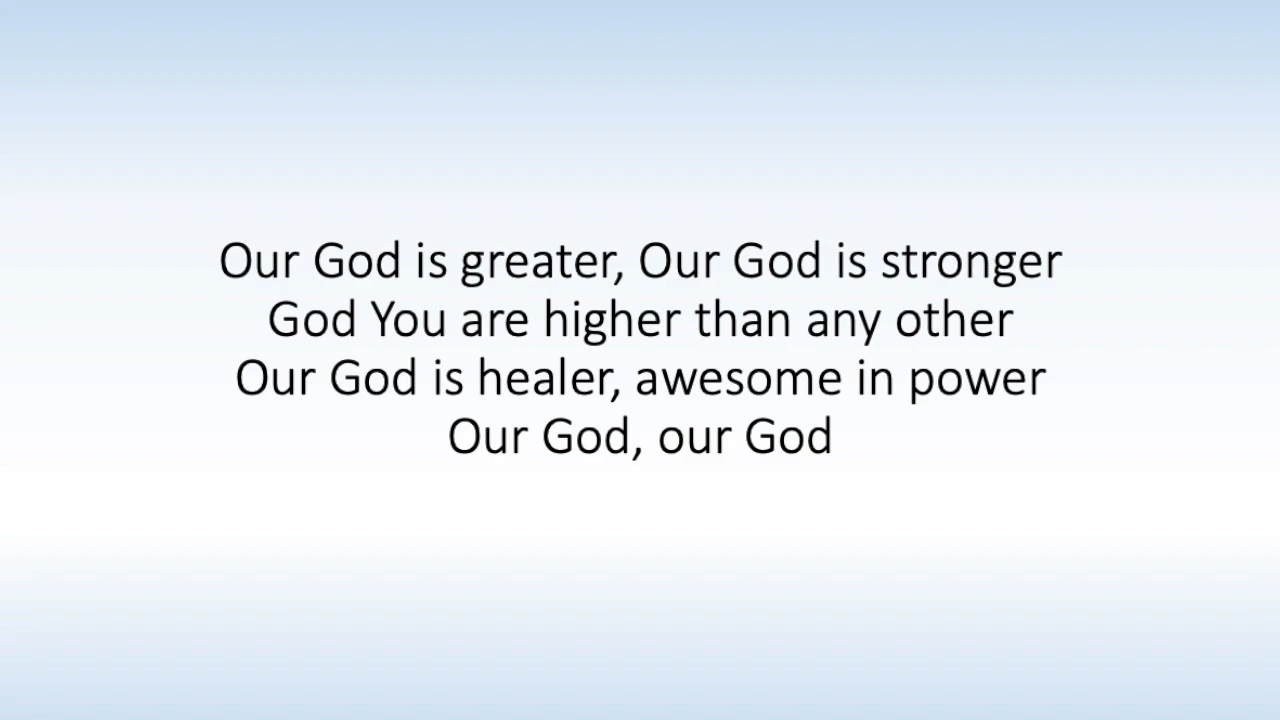 Our God is greater, Our God is stronger
God You are higher than any other
Our God is healer, awesome in power
Our God, our God